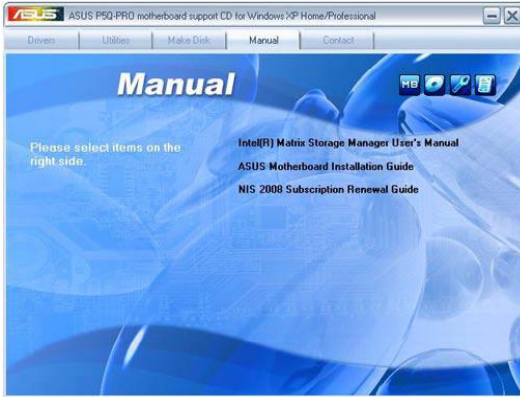 ASUS ASUS P5Q-PRO motherboard support CD for Windows XP Home/Professional
Drivers Utilities Make Disk Manual Contact
Manual
MB
Please select items on the
right side.
Intel(R) Matrix Storage Manager User's Manual
ASUS Motherboard Installation Guide
NIS 2008 Subscription Renewal Guide